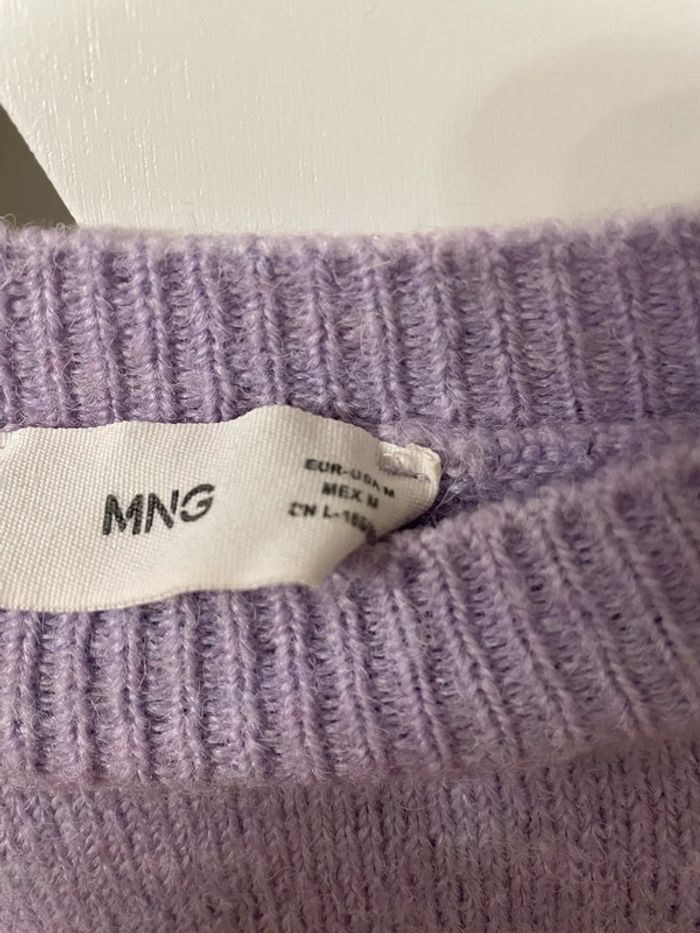 MNG
EUR-USA M
MEX M
CN L-165/